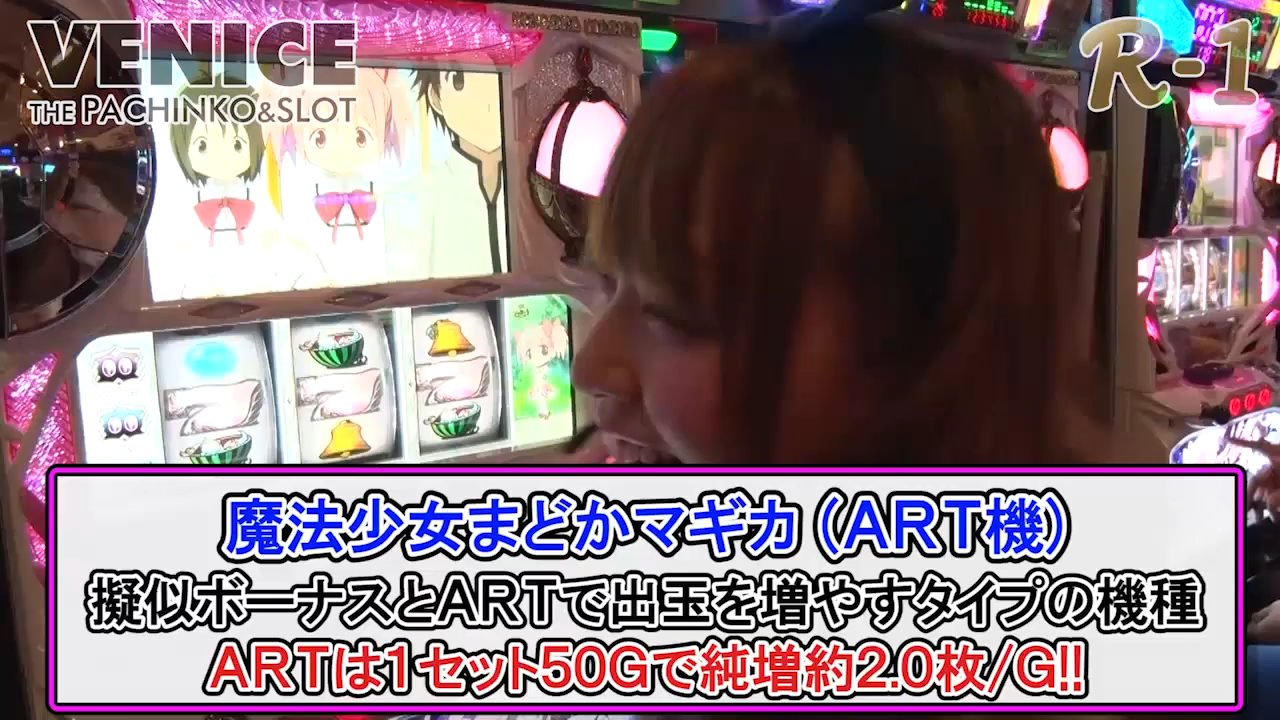 VENICE
THE PACHINKO&SLOT
R-1
魔法少女まどかマギカ（ART機）
擬似ボーナスとARTで出玉を増やすタイプの機種
ARTは1セット50Gで純増約2.0枚/G!!